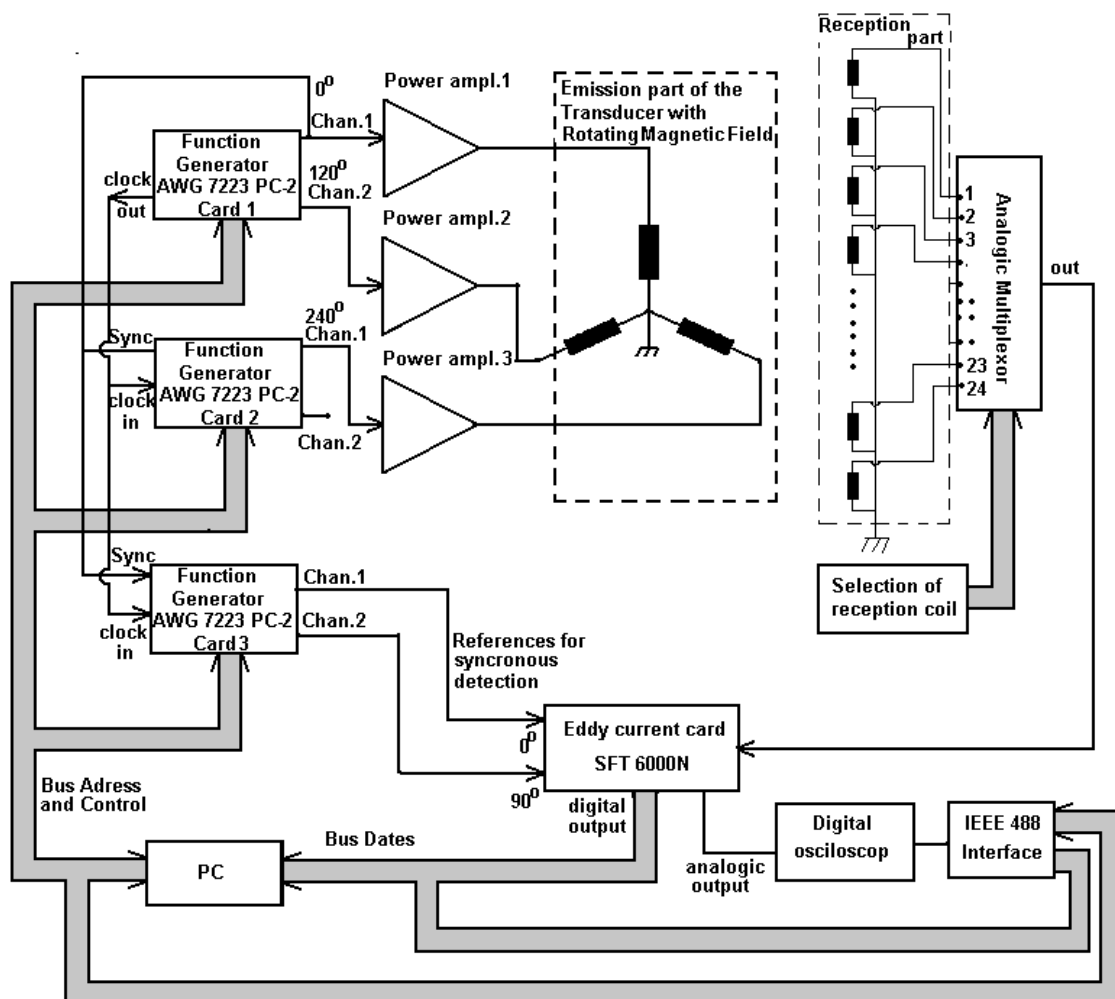 Power ampl.1
0º
Chan.1
Function
Generator
AWG 7223 PC-2
Card 1
clock
out
120º
Chan.2
Power ampl.2
Emission part of the
Transducer with
Rotating Magnetic Field
Reception
part
1
2
3
.
23
24
Analogic Multiplexor
out
Sync
240º
Chan.1
Function
Generator
AWG 7223 PC-2
Card 2
clock
in
Chan.2
Power ampl.3
Sync
Function
Generator
AWG 7223 PC-2
Card 3
clock
in
Chan.1
Chan.2
Selection of
reception coil
References for
syncronous
detection
0º
90º
Eddy current card
SFT 6000N
digital
output
analogic
output
Digital
osciloscop
IEEE 488
Interface
Bus Adress
and Control
Bus Dates
PC